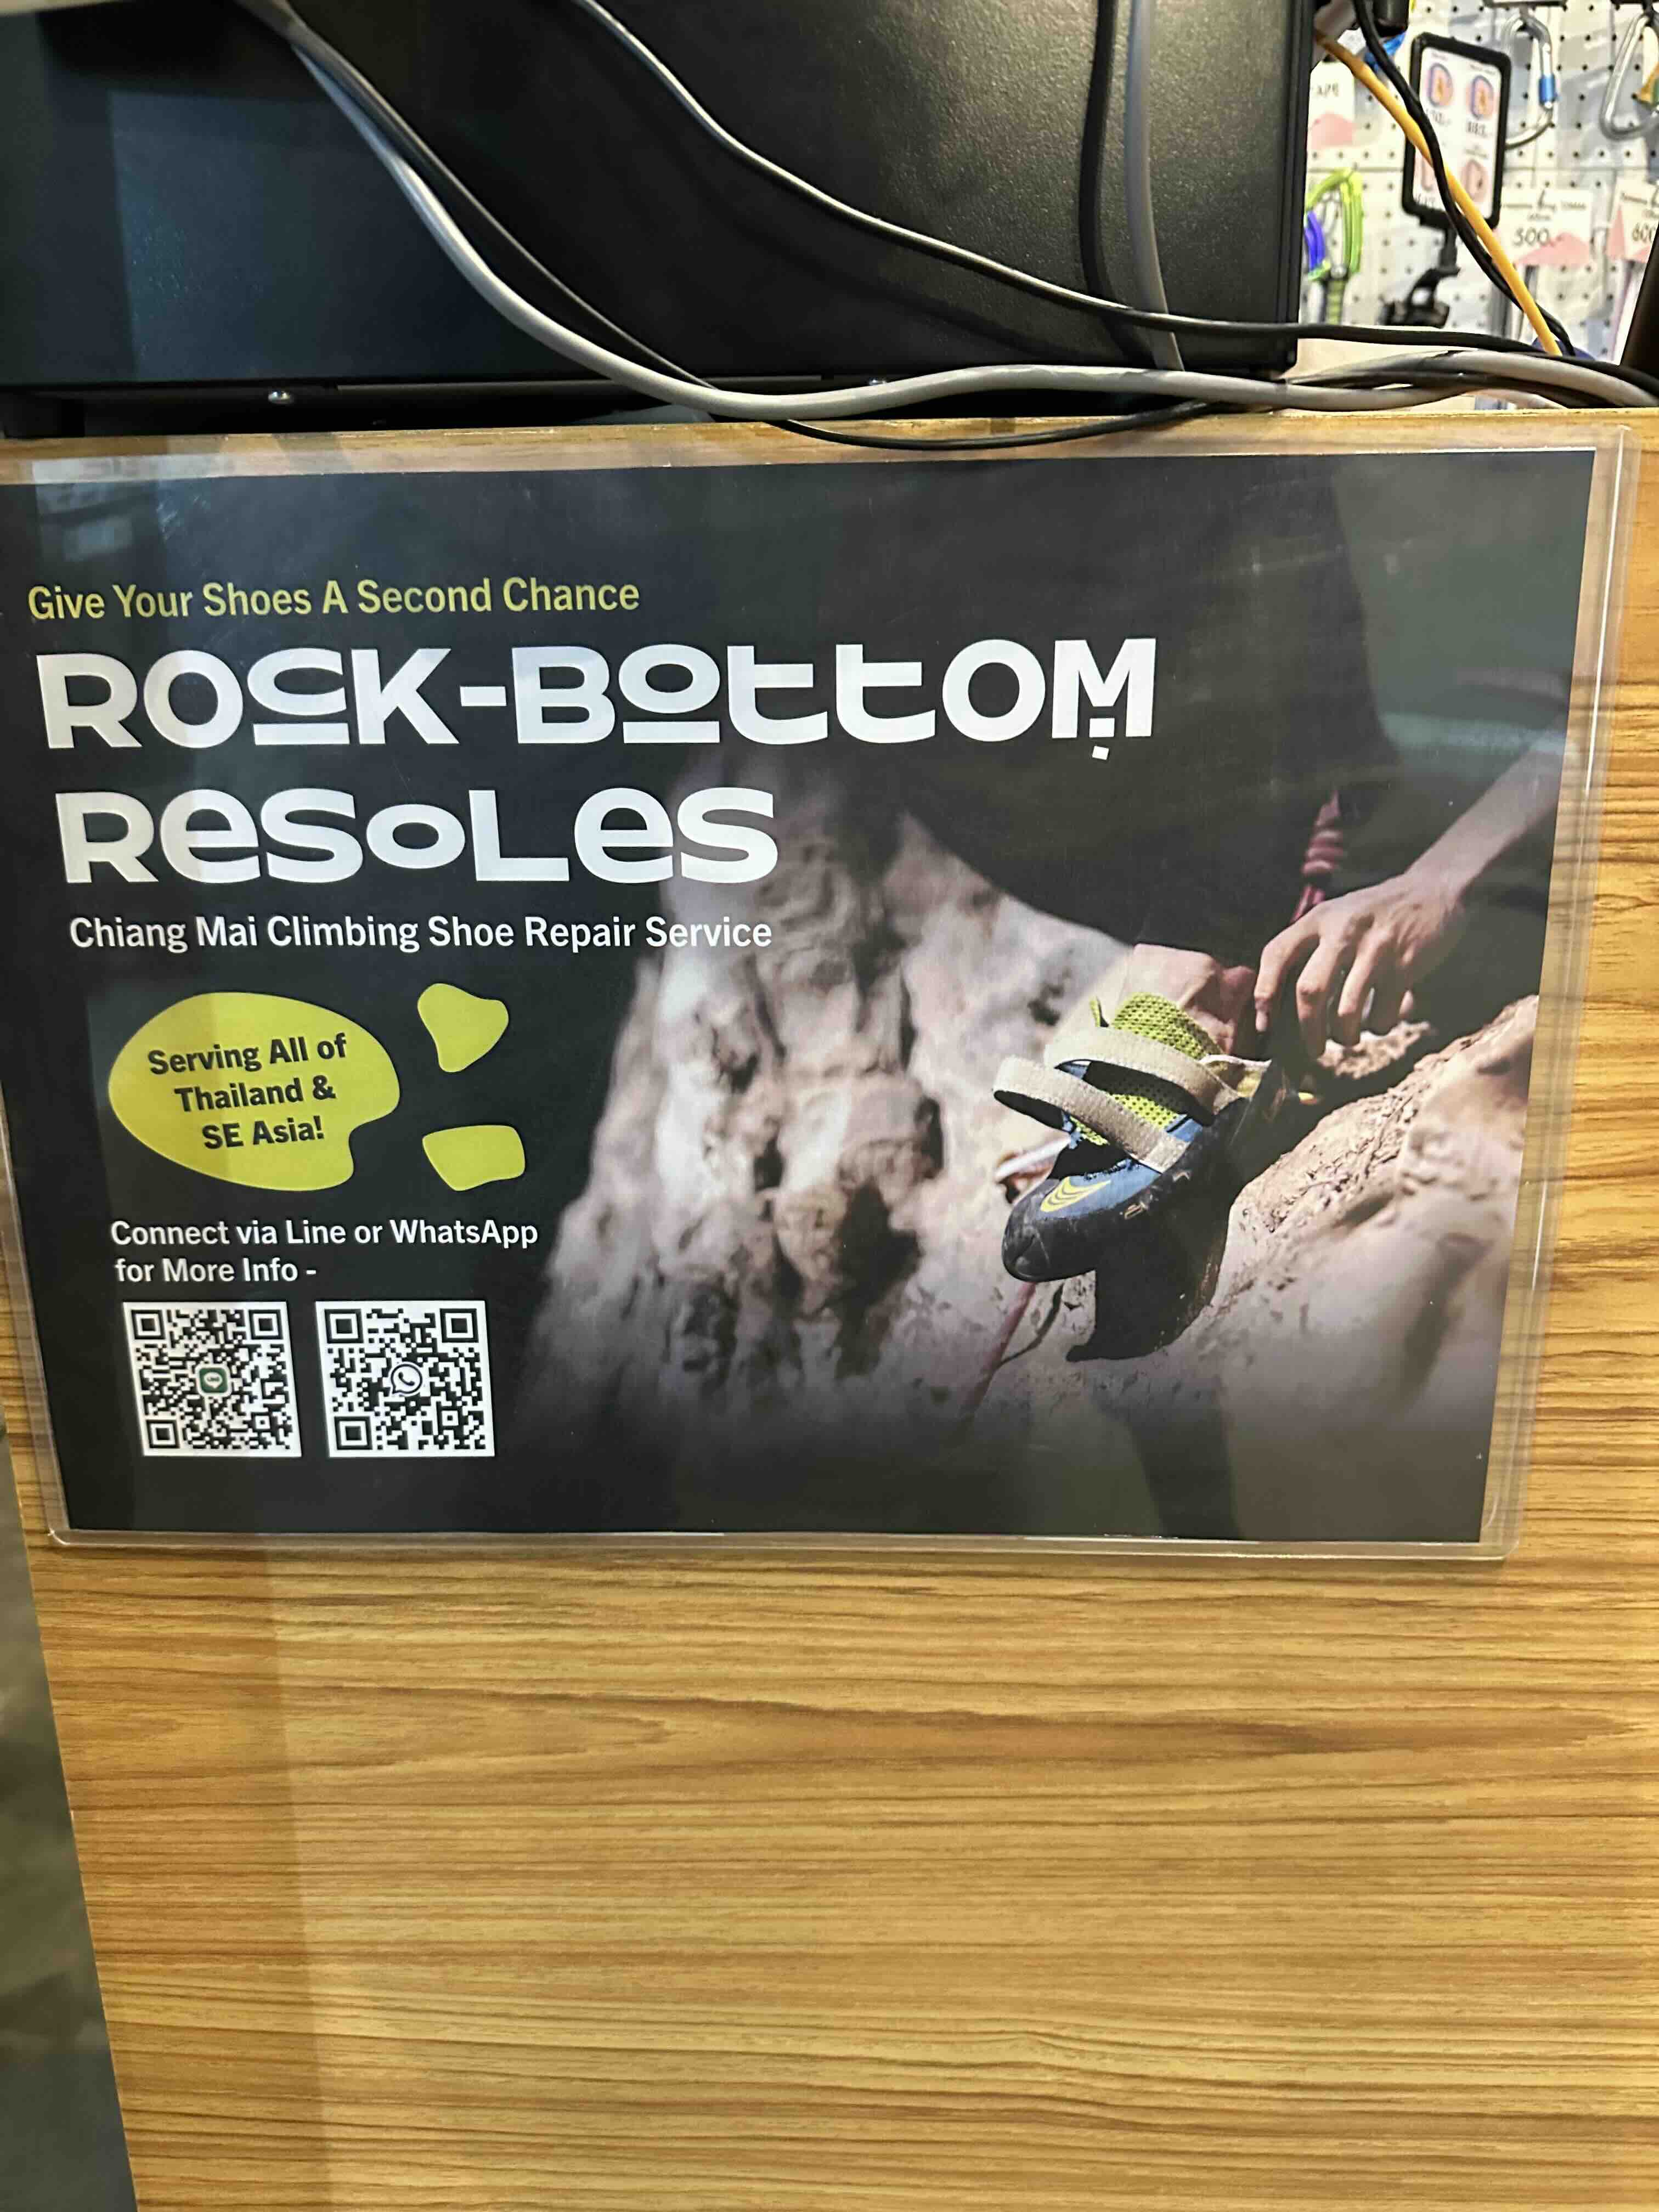 Give Your Shoes A Second Chance
ROCK-BOTTOM
ReSoLeS
Chiang Mai Climbing Shoe Repair Service
Serving All of
Thailand &
SE Asia!
Connect via Line or WhatsApp
for More Info -
500.-